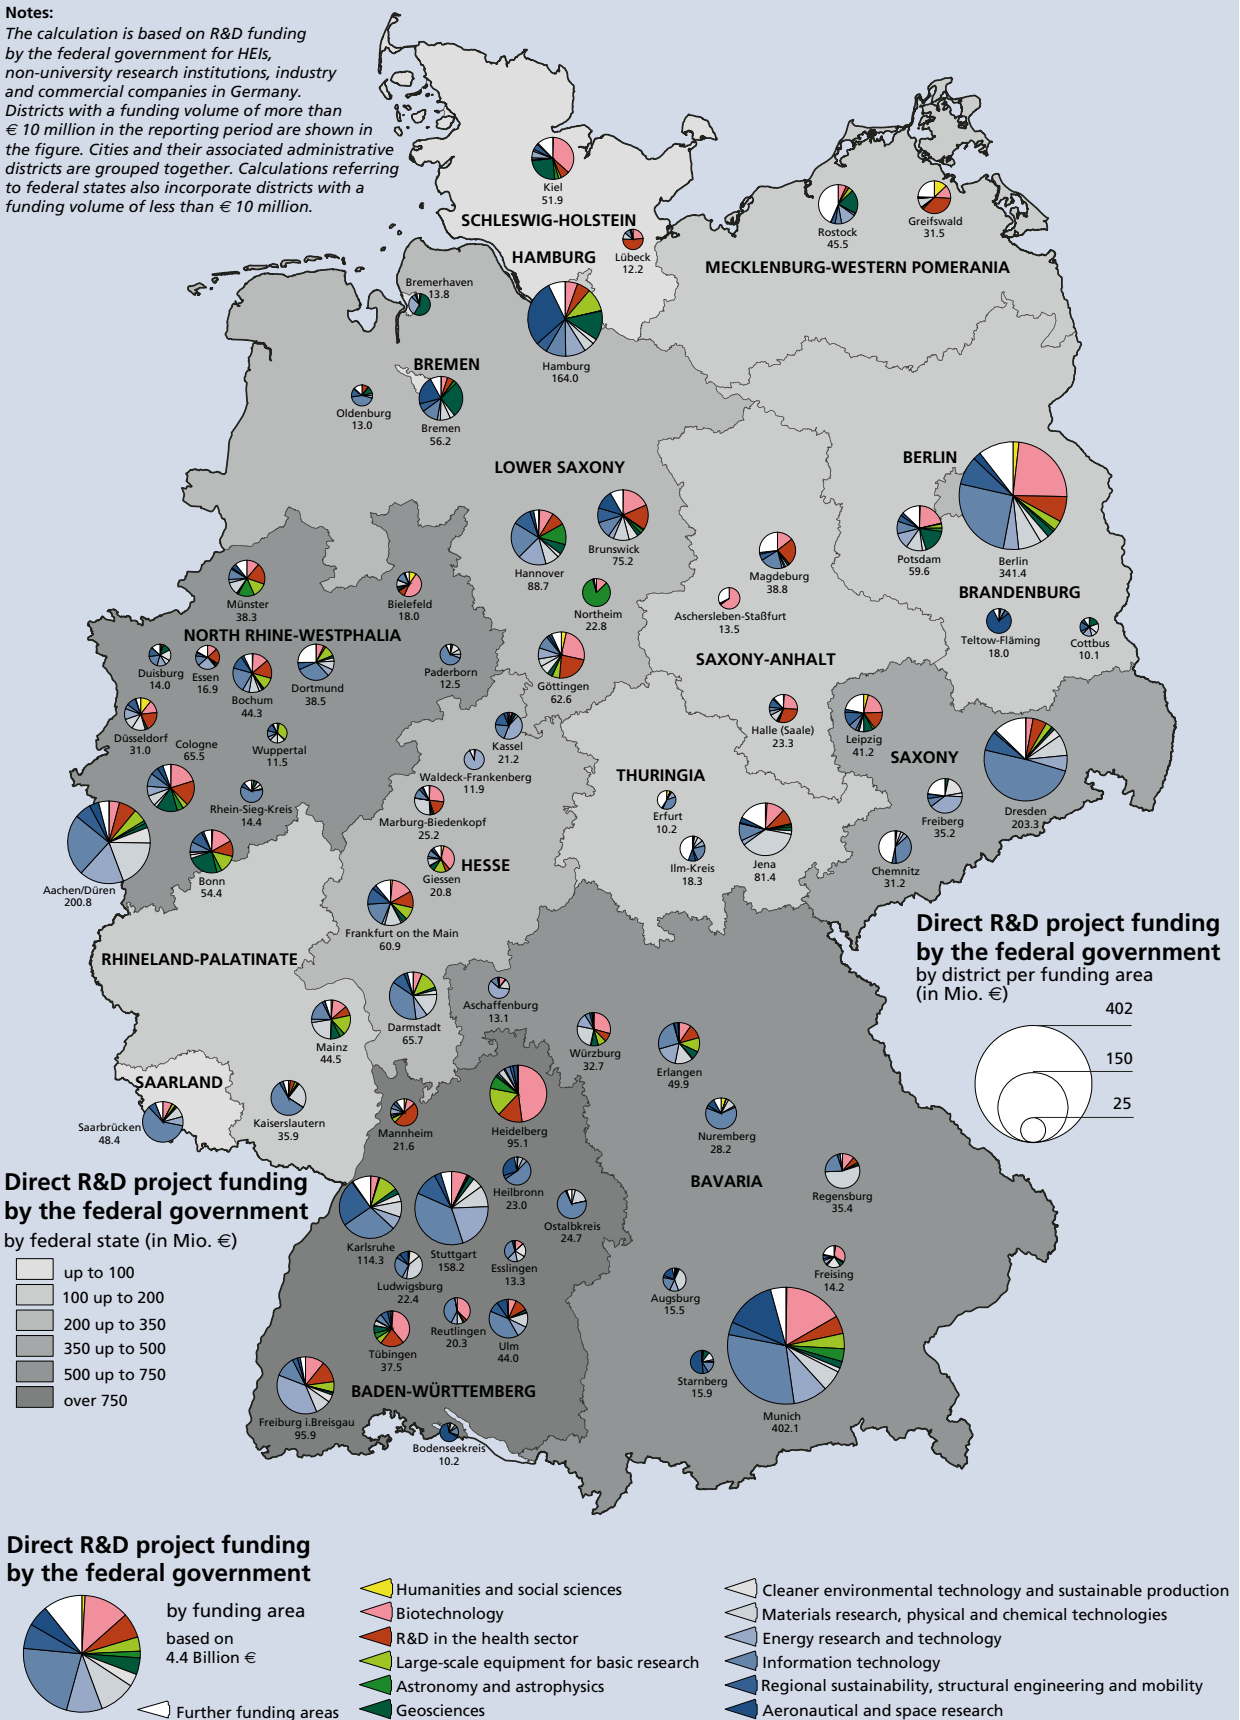 Notes:
The calculation is based on R&D funding
by the federal government for HEIs,
non-university research institutions, industry
and commercial companies in Germany.
Districts with a funding volume of more than
€ 10 million in the reporting period are shown in
the figure. Cities and their associated administrative
districts are grouped together. Calculations referring
to federal states also incorporate districts with a
funding volume of less than € 10 million.
Kiel
51.9
SCHLESWIG-HOLSTEIN
Lübeck
12.2
HAMBURG
Rostock
45.5
Greifswald
31.5
MECKLENBURG-WESTERN POMERANIA
Bremerhaven
13.8
Hamburg
164.0
BREMEN
Oldenburg
13.0
Bremen
56.2
LOWER SAXONY
BERLIN
Brunswick
75.2
Hannover
88.7
Potsdam
59.6
Berlin
341.4
Magdeburg
38.8
BRANDENBURG
Münster
38.3
Bielefeld
18.0
Northeim
22.8
Aschersleben-Staßfurt
13.5
Teltow-Fläming
18.0
Cottbus
10.1
NORTH RHINE-WESTPHALIA
SAXONY-ANHALT
Duisburg
14.0
Essen
16.9
Bochum
44.3
Dortmund
38.5
Paderborn
12.5
Göttingen
62.6
Düsseldorf
31.0
Cologne
65.5
Wuppertal
11.5
Kassel
21.2
Halle (Saale)
23.3
Leipzig
41.2
SAXONY
Waldeck-Frankenberg
11.9
THURINGIA
Rhein-Sieg-Kreis
14.4
Marburg-Biedenkopf
25.2
Erfurt
10.2
Freiberg
35.2
Dresden
203.3
Aachen/Düren
200.8
Bonn
54.4
Giessen
20.8
HESSE
Ilm-Kreis
18.3
Jena
81.4
Chemnitz
31.2
Frankfurt on the Main
60.9
RHINELAND-PALATINATE
Direct R&D project funding
by the federal government
by district per funding area
(in Mio. €)
402
150
25
Aschaffenburg
13.1
Darmstadt
65.7
Mainz
44.5
Würzburg
32.7
Erlangen
49.9
SAARLAND
Saarbrücken
48.4
Kaiserslautern
35.9
Mannheim
21.6
Heidelberg
95.1
Nuremberg
28.2
Direct R&D project funding
by the federal government
by federal state (in Mio. €)
up to 100
100 up to 200
200 up to 350
350 up to 500
500 up to 750
over 750
BAVARIA
Regensburg
35.4
Heilbronn
23.0
Ostalbkreis
24.7
Karlsruhe
114.3
Stuttgart
158.2
Esslingen
13.3
Ludwigsburg
22.4
Freising
14.2
Augsburg
15.5
Reutlingen
20.3
Ulm
44.0
Tübingen
37.5
Starnberg
15.9
BADEN-WÜRTTEMBERG
Munich
402.1
Freiburg i.Breisgau
95.9
Bodenseekreis
10.2
Direct R&D project funding
by the federal government
by funding area
based on
4.4 Billion €
Further funding areas
Humanities and social sciences
Biotechnology
R&D in the health sector
Large-scale equipment for basic research
Astronomy and astrophysics
Geosciences
Cleaner environmental technology and sustainable production
Materials research, physical and chemical technologies
Energy research and technology
Information technology
Regional sustainability, structural engineering and mobility
Aeronautical and space research